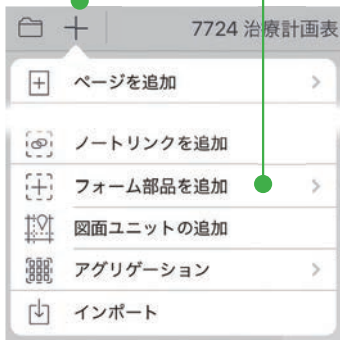 7724 治療計画表
ページを追加
ノートリンクを追加
フォーム部品を追加
図面ユニットの追加
アグリゲーション
インポート